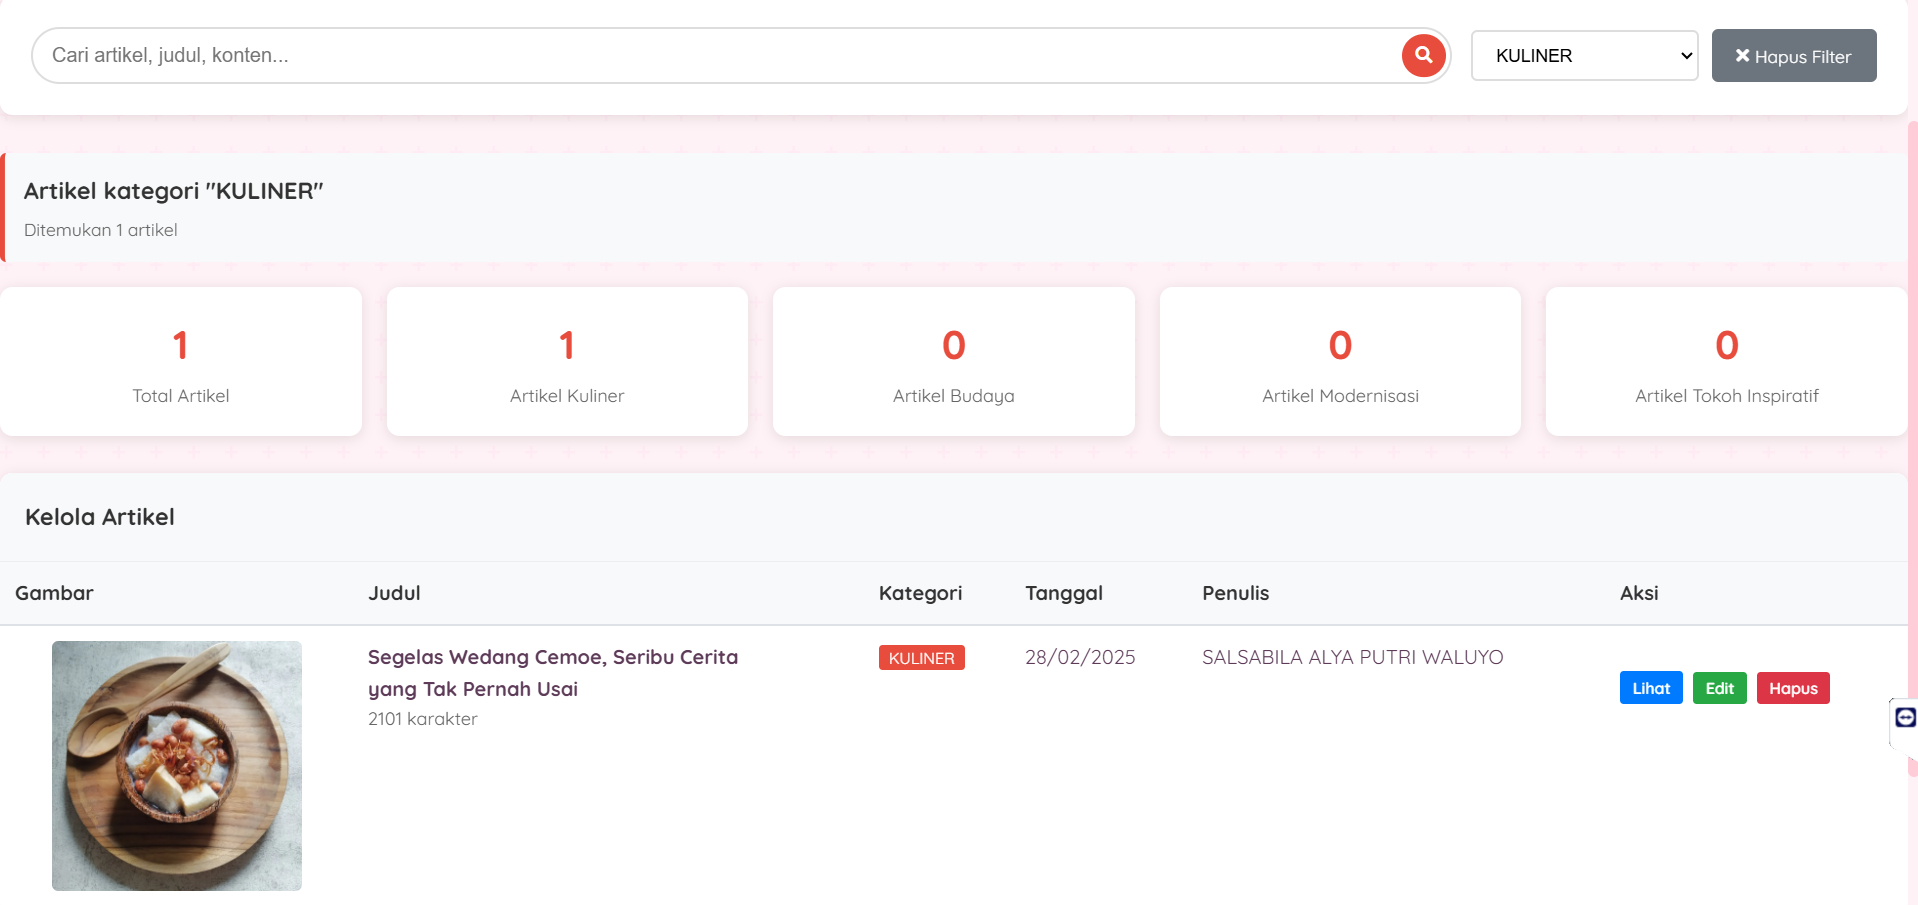 Cari artikel, judul, konten...
KULINER
Hapus Filter
Artikel kategori "KULINER"
Ditemukan 1 artikel
1
Total Artikel
1
Artikel Kuliner
0
Artikel Budaya
0
Artikel Modernisasi
0
Artikel Tokoh Inspiratif
Kelola Artikel
Gambar Judul Kategori Tanggal Penulis Aksi
Segelas Wedang Cemoe, Seribu Cerita
yang Tak Pernah Usai
2101 karakter
KULINER
28/02/2025
SALSABILA ALYA PUTRI WALUYO
Lihat Edit Hapus